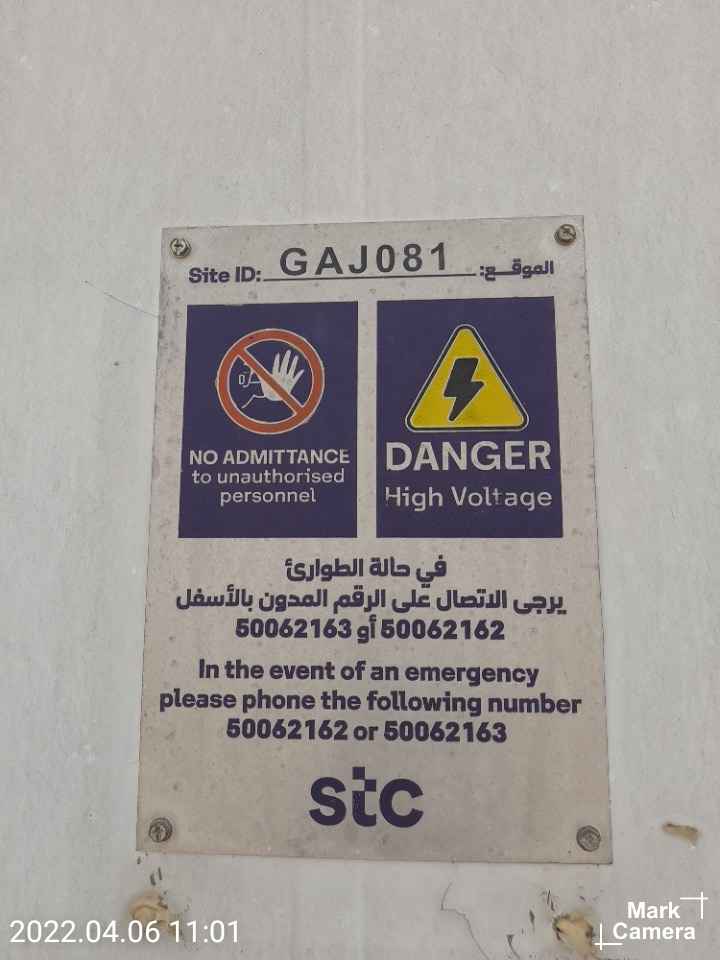 Site ID: GAJ081 الموقـــع:
NO ADMITTANCE
to unauthorised
personnel
DANGER
High Voltage
في حالة الطوارئ
يرجى الاتصال على الرقم المدون بالأسفل
50062162 أو 50062163
In the event of an emergency
please phone the following number
50062162 or 50062163
stc
2022.04.06 11:01
Mark
Camera